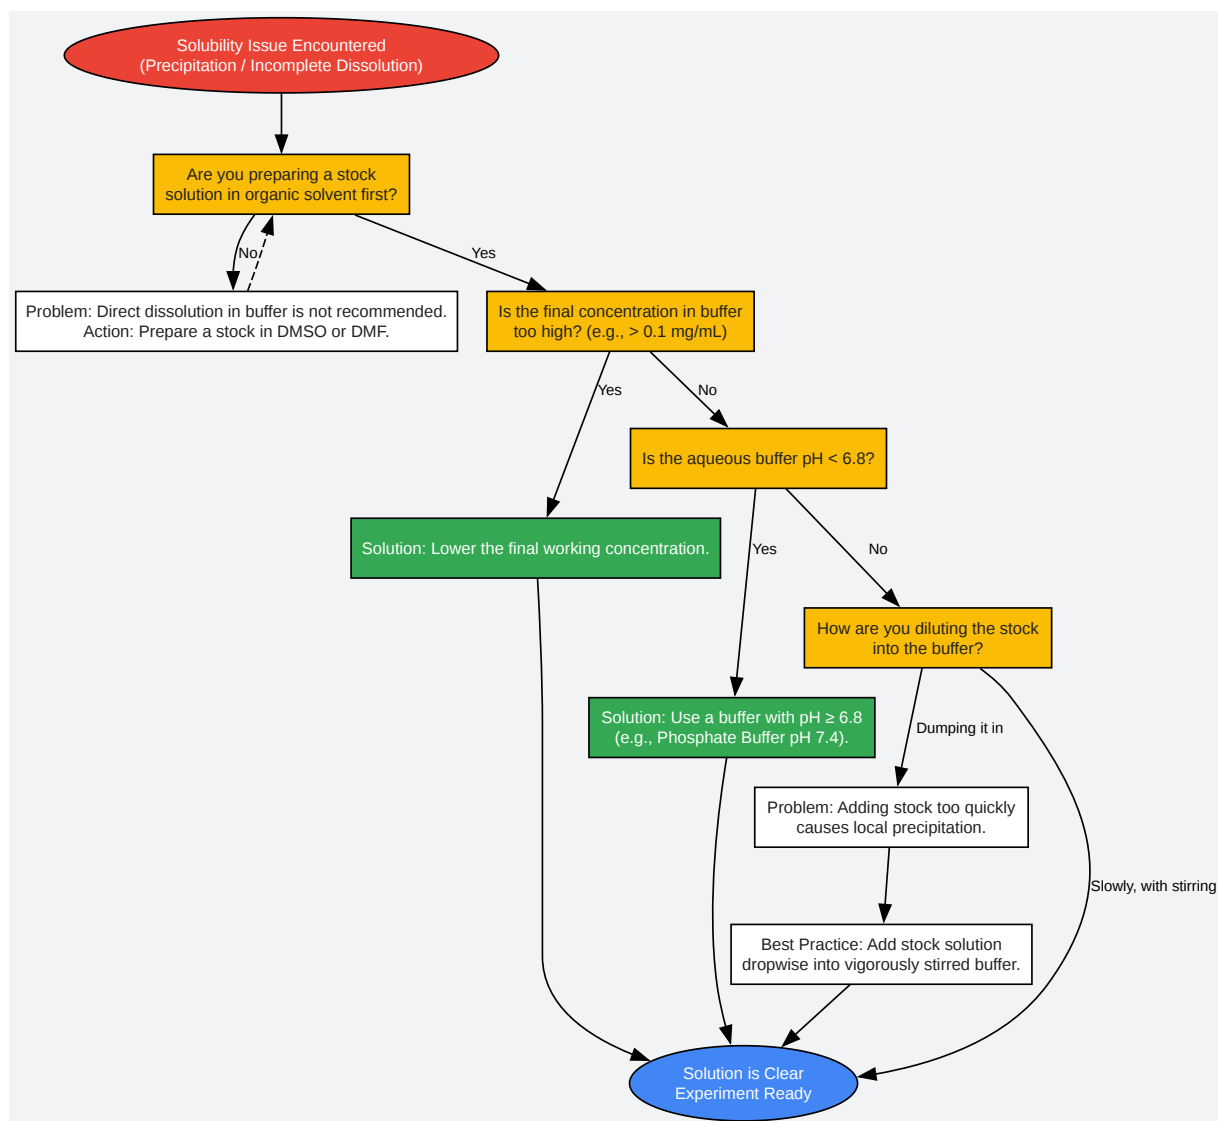 Solubility Issue Encountered
(Precipitation / Incomplete Dissolution)
Are you preparing a stock
solution in organic solvent first?
No
Yes
Problem: Direct dissolution in buffer is not recommended.
Action: Prepare a stock in DMSO or DMF.
Is the final concentration in buffer
too high? (e.g., > 0.1 mg/mL)
Yes
No
Is the aqueous buffer pH < 6.8?
Solution: Lower the final working concentration.
Yes
No
How are you diluting the stock
into the buffer?
Solution: Use a buffer with pH ≥ 6.8
(e.g., Phosphate Buffer pH 7.4).
Dumping it in
Problem: Adding stock too quickly
causes local precipitation.
Slowly, with stirring
Best Practice: Add stock solution
dropwise into vigorously stirred buffer.
Solution is Clear
Experiment Ready